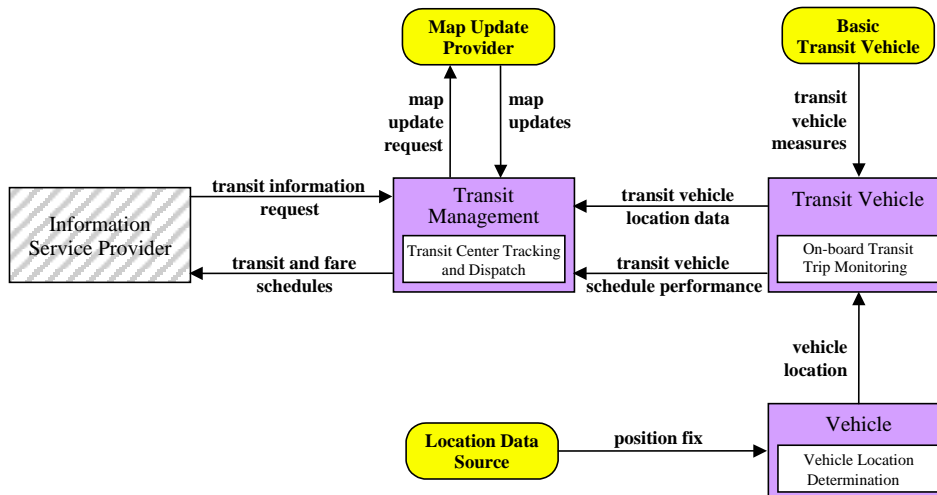 Map Update
Provider
Basic
Transit Vehicle
map
update
request
map
updates
transit
vehicle
measures
transit information
request
Information
Service Provider
transit and fare
schedules
Transit
Management
Transit Center Tracking
and Dispatch
transit vehicle
location data
transit vehicle
schedule performance
Transit Vehicle
On-board Transit
Trip Monitoring
vehicle
location
Location Data
Source
position fix
Vehicle
Vehicle Location
Determination